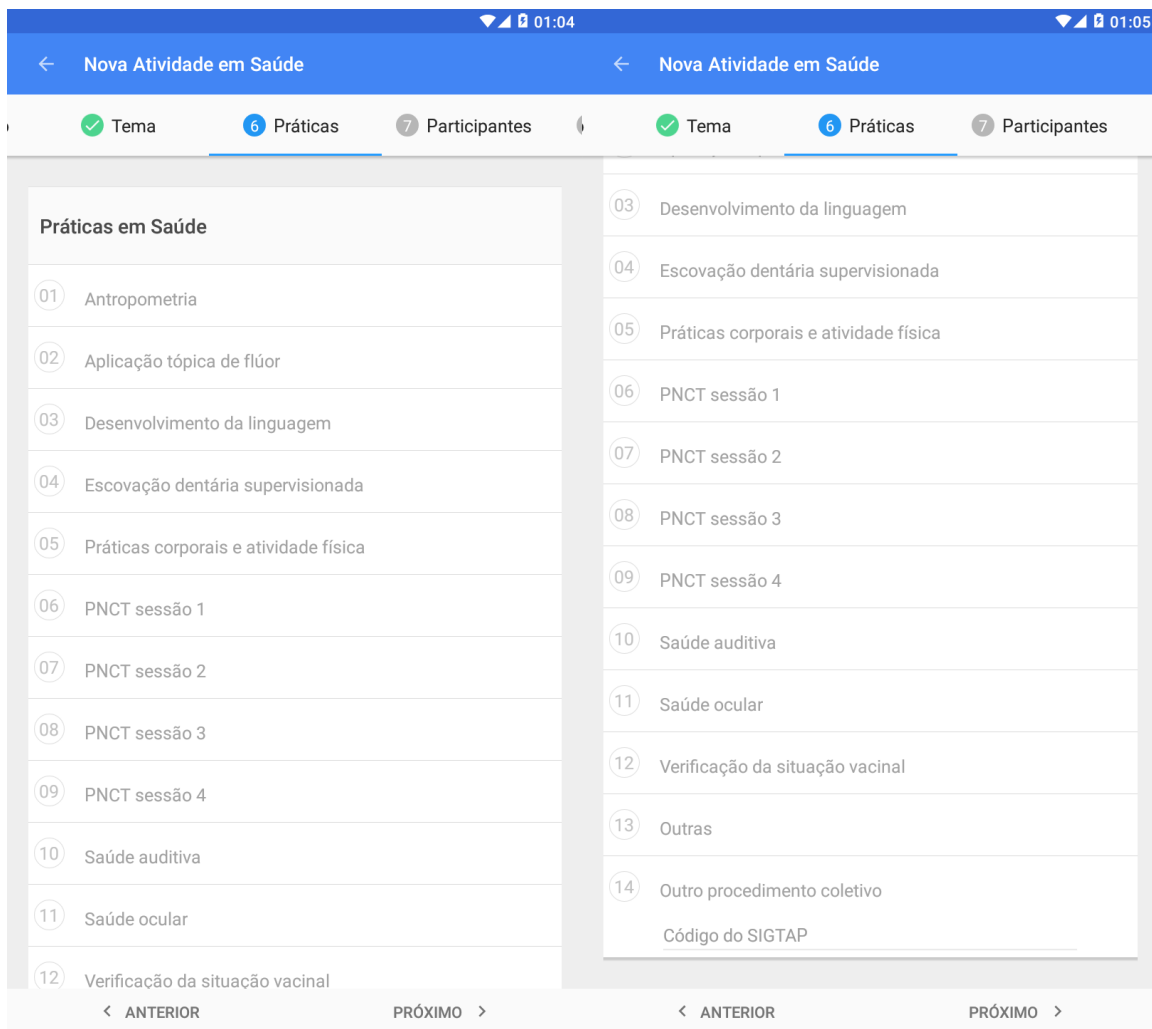 01:04
Nova Atividade em Saúde
Tema
6 Práticas
7 Participantes
Práticas em Saúde
01 Antropometria
02 Aplicação tópica de flúor
03 Desenvolvimento da linguagem
04 Escovação dentária supervisionada
05 Práticas corporais e atividade física
06 PNCT sessão 1
07 PNCT sessão 2
08 PNCT sessão 3
09 PNCT sessão 4
10 Saúde auditiva
11 Saúde ocular
12 Verificação da situação vacinal
ANTERIOR
PRÓXIMO
01:05
Nova Atividade em Saúde
Tema
6 Práticas
7 Participantes
03 Desenvolvimento da linguagem
04 Escovação dentária supervisionada
05 Práticas corporais e atividade física
06 PNCT sessão 1
07 PNCT sessão 2
08 PNCT sessão 3
09 PNCT sessão 4
10 Saúde auditiva
11 Saúde ocular
12 Verificação da situação vacinal
13 Outras
14 Outro procedimento coletivo
Código do SIGTAP
ANTERIOR
PRÓXIMO